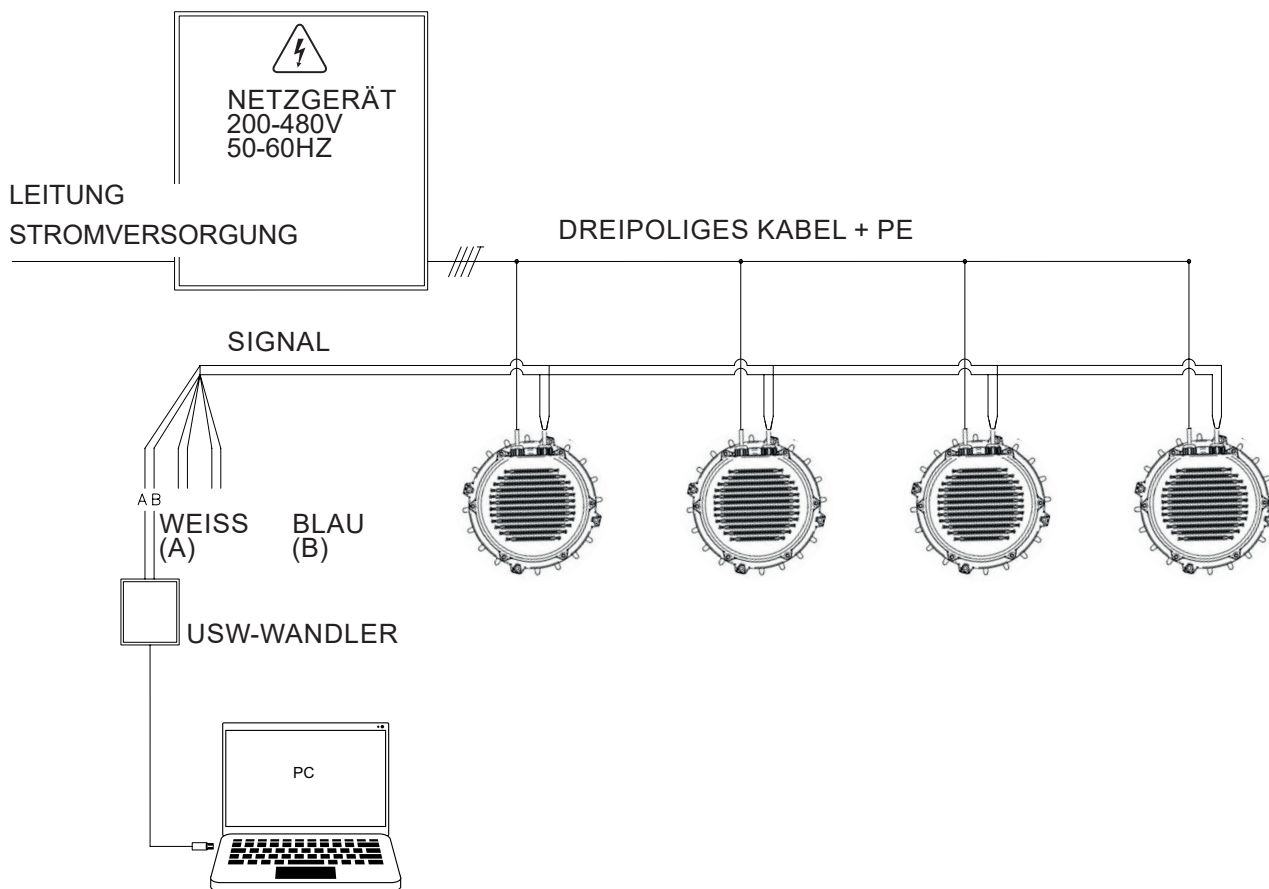 NETZGERÄT
200-480V
50-60HZ
LEITUNG
STROMVERSORGUNG
DREIPOLIGES KABEL + PE
SIGNAL
A B
WEISS
(A)
BLAU
(B)
USW-WANDLER
PC